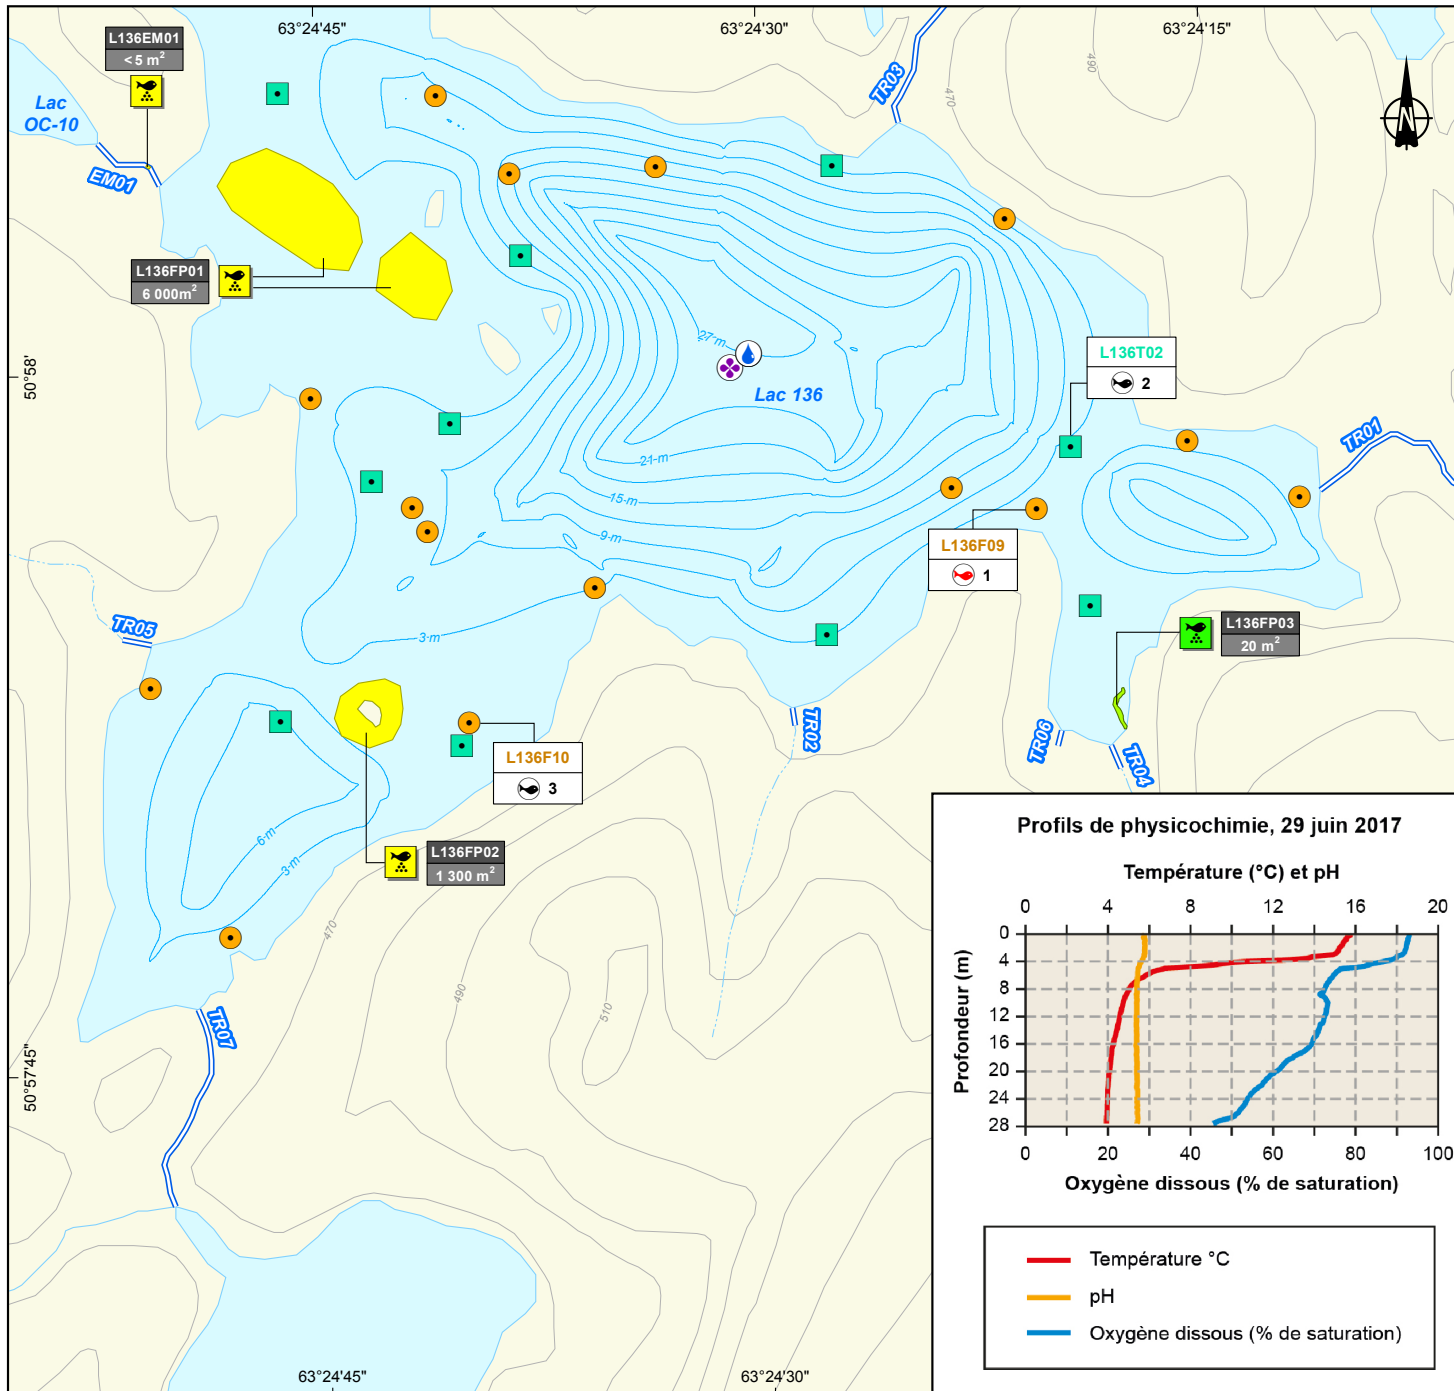 63°24'45"
63°24'30"
63°24'15"
L136EM01
< 5 m²
Lac
OC-10
EM01
TR03
490
470
N
L136FP01
6 000m²
27 m
Lac 136
L136T02
2
50°58'
21 m
15 m
9 m
TR01
L136F09
1
TR05
3 m
L136FP03
20 m²
TR02
TR06
TR04
L136F10
3
6 m
3 m
L136FP02
1 300 m²
470
490
510
TR07
50°57'45"
63°24'45"
63°24'30"
Profils de physicochimie, 29 juin 2017
Température (°C) et pH
0 4 8 12 16 20
Profondeur (m)
0
4
8
12
16
20
24
28
0 20 40 60 80 100
Oxygène dissous (% de saturation)
Température °C
pH
Oxygène dissous (% de saturation)